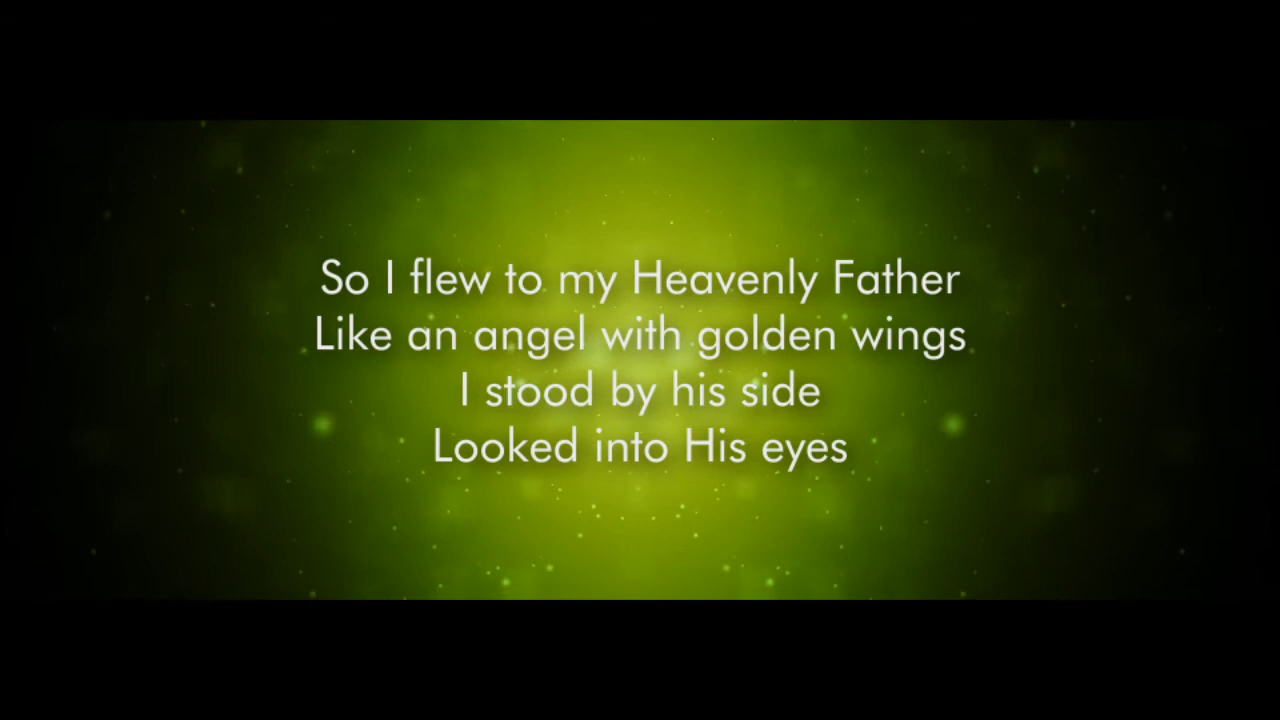 So I flew to my Heavenly Father
Like an angel with golden wings
I stood by his side
Looked into His eyes